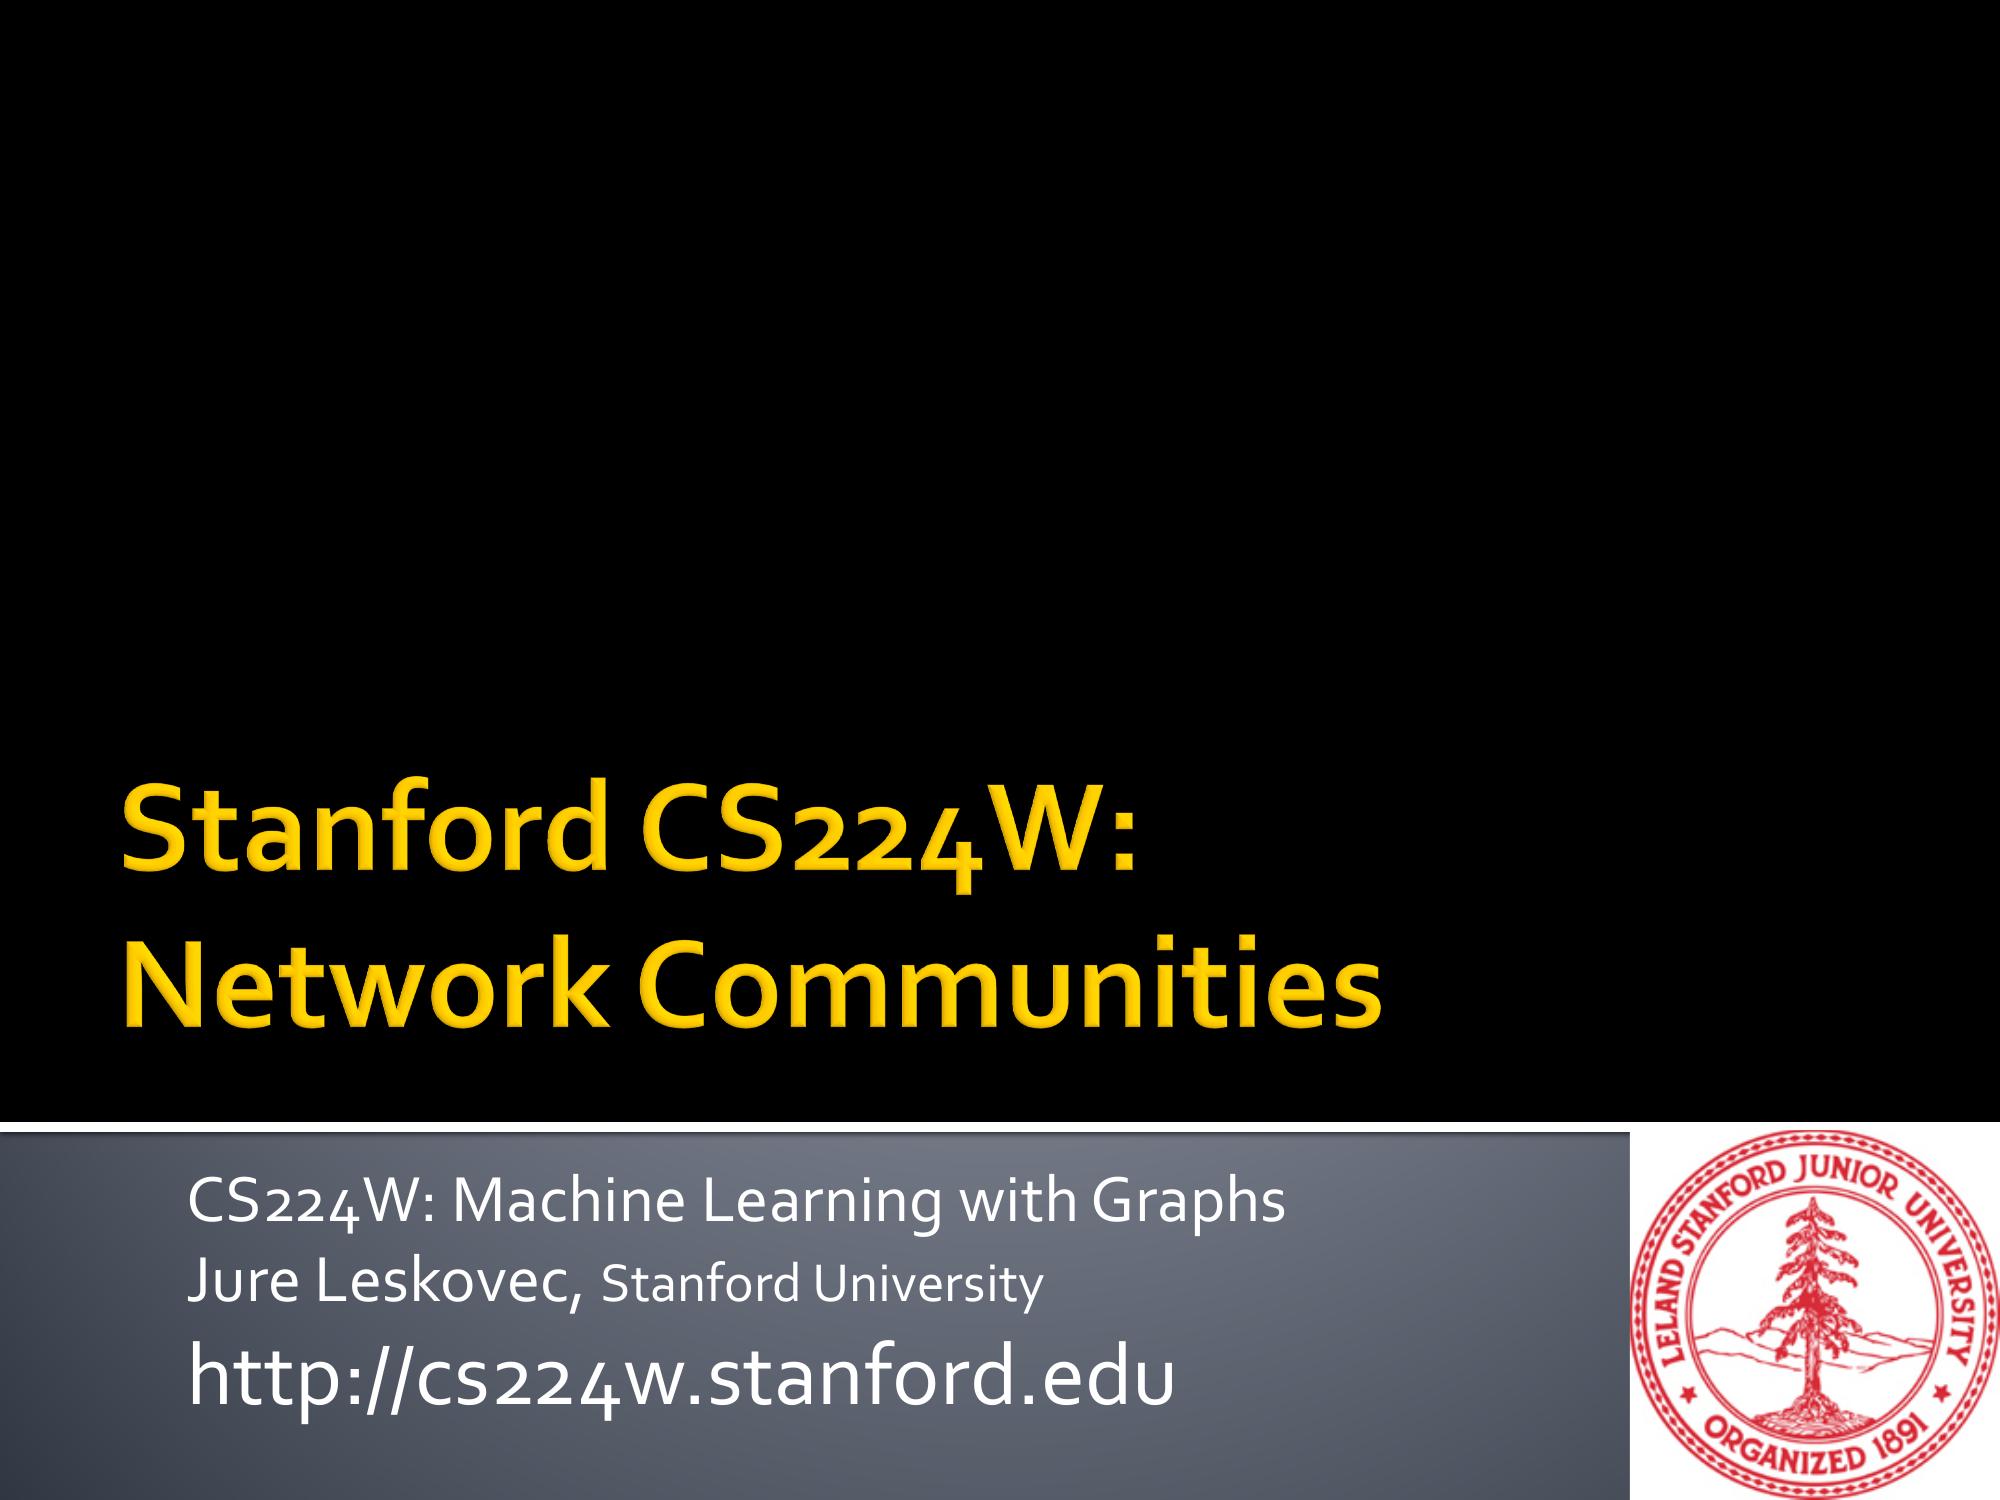 Stanford CS224W:
Network Communities
CS224W: Machine Learning with Graphs
Jure Leskovec, Stanford University
http://cs224w.stanford.edu
LELAND STANFORD JUNIOR UNIVERSITY
ORGANIZED 1891